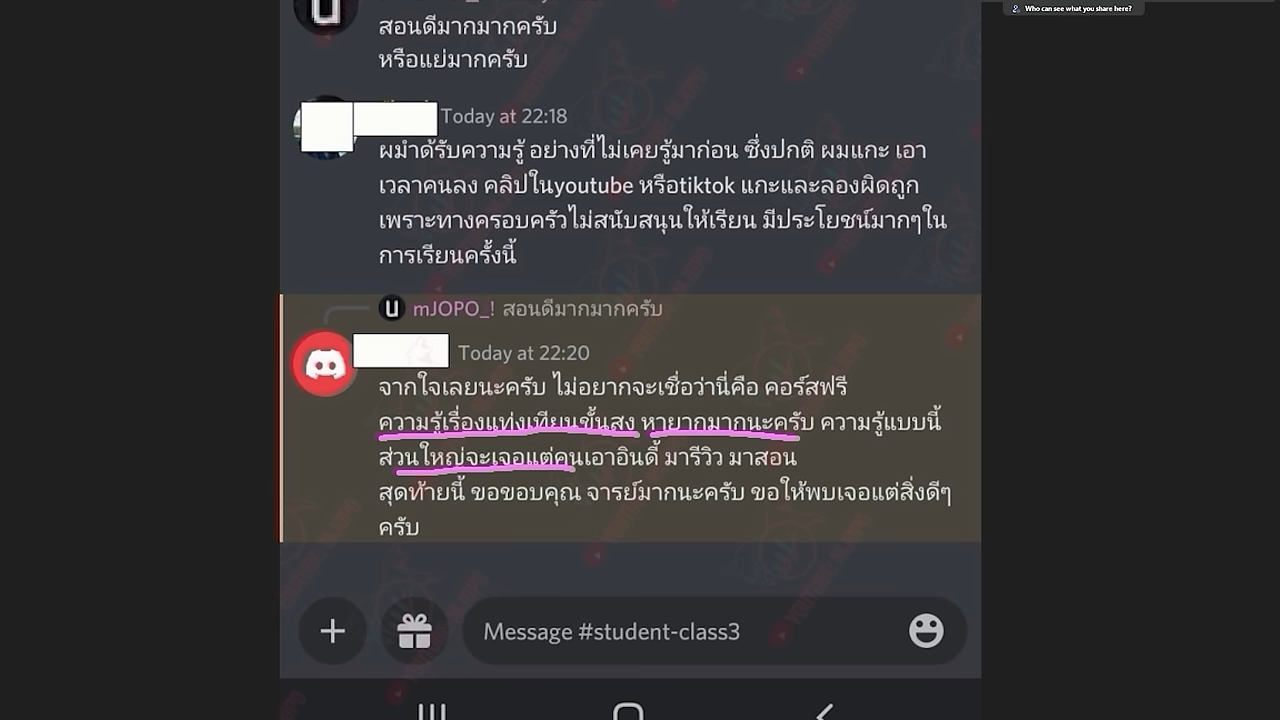 Who can see what you share here?
สอนดีมากมากครับ
หรือแย่มากครับ
Today at 22:18
ผมำด้รับความรู้ อย่างที่ไม่เคยรู้มาก่อน ซึ่งปกติ ผมแกะ เอา
เวลาคนลง คลิปในyoutube หรือtiktok แกะและลองผิดถูก
เพราะทางครอบครัวไม่สนับสนุนให้เรียน มีประโยชน์มากๆใน
การเรียนครั้งนี้
mJOPO_! สอนดีมากมากครับ
Today at 22:20
จากใจเลยนะครับ ไม่อยากจะเชื่อว่านี่คือ คอร์สฟรี
ความรู้เรื่องแท่งเทียนขั้นสูง หายากมากนะครับ ความรู้แบบนี้
ส่วนใหญ่จะเจอแต่คนเอาอินดี้ มารีวิว มาสอน
สุดท้ายนี้ ขอขอบคุณ จารย์มากนะครับ ขอให้พบเจอแต่สิ่งดีๆ
ครับ
Message #student-class3